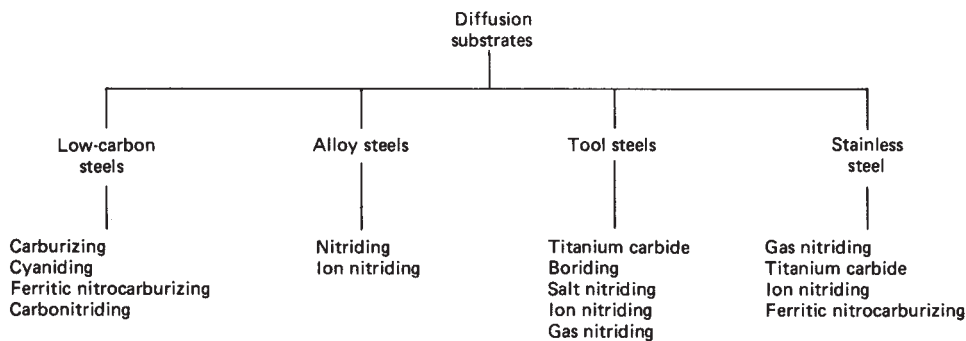 Diffusion
substrates
Low-carbon
steels
Alloy steels
Tool steels
Stainless
steel
Carburizing
Cyaniding
Ferritic nitrocarburizing
Carbonitriding
Nitriding
Ion nitriding
Titanium carbide
Boriding
Salt nitriding
Ion nitriding
Gas nitriding
Gas nitriding
Titanium carbide
Ion nitriding
Ferritic nitrocarburizing